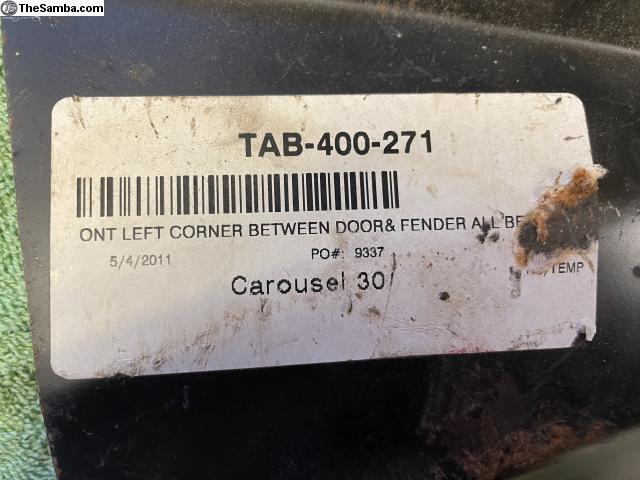 TheSamba.com
TAB-400-271
ONT LEFT CORNER BETWEEN DOOR& FENDER ALL BE
5/4/2011
PO#: 9337
/TEMP
Carousel 30